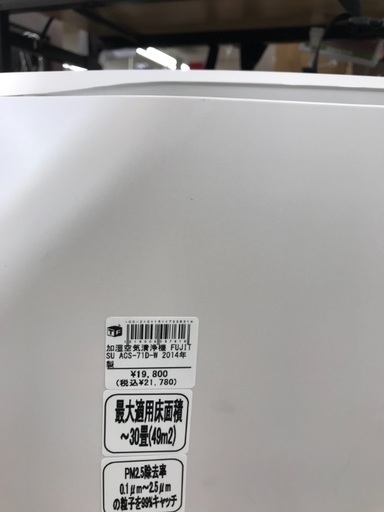 加湿空気清浄機 FUJIT
SU ACS-71D-W 2014年
製
¥19,800
(税込¥21,780)
最大適用床面積
～30畳(49m2)
PM2.5除去率
0.1μm～2.5μm
の粒子を99%キャッチ